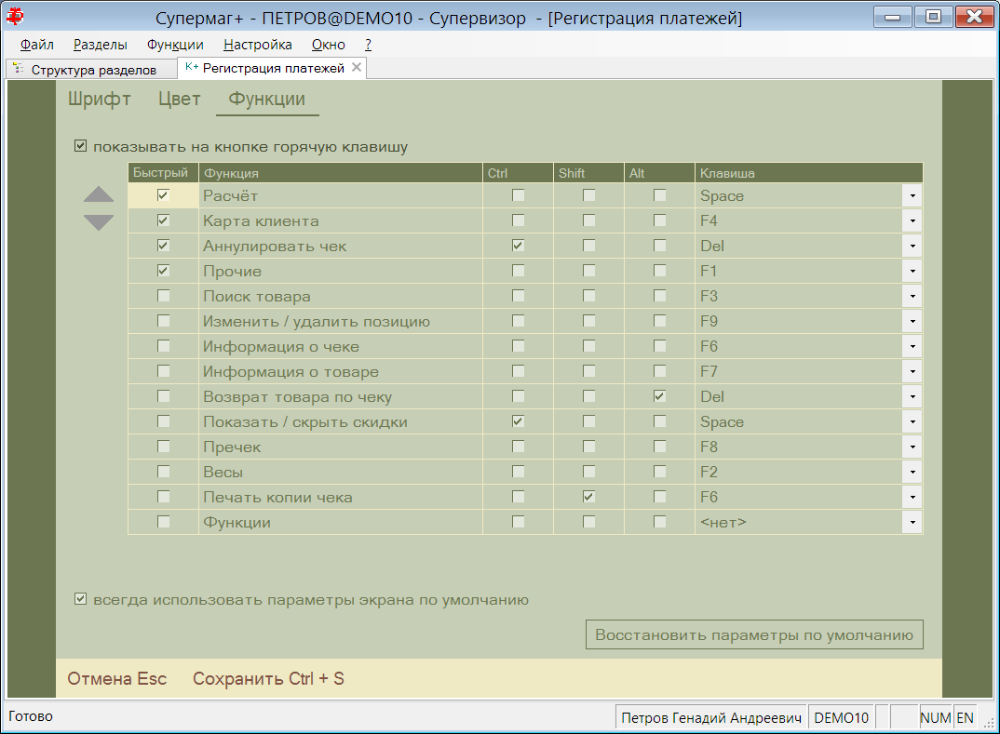 Супермаг+ - ПЕТРОВ@DEMO10 - Супервизор - [Регистрация платежей]
Файл Разделы Функции Настройка Окно ?
Структура разделов K+ Регистрация платежей
Шрифт Цвет Функции
показывать на кнопке горячую клавишу
Быстрый Функция Ctrl Shift Alt Клавиша
Расчёт Space
Карта клиента F4
Аннулировать чек Del
Прочие F1
Поиск товара F3
Изменить / удалить позицию F9
Информация о чеке F6
Информация о товаре F7
Возврат товара по чеку Del
Показать / скрыть скидки Space
Пречек F8
Весы F2
Печать копии чека F6
Функции <нет>
всегда использовать параметры экрана по умолчанию
Восстановить параметры по умолчанию
Отмена Esc Сохранить Ctrl + S
Готово Петров Генадий Андреевич DEMO10 NUM EN